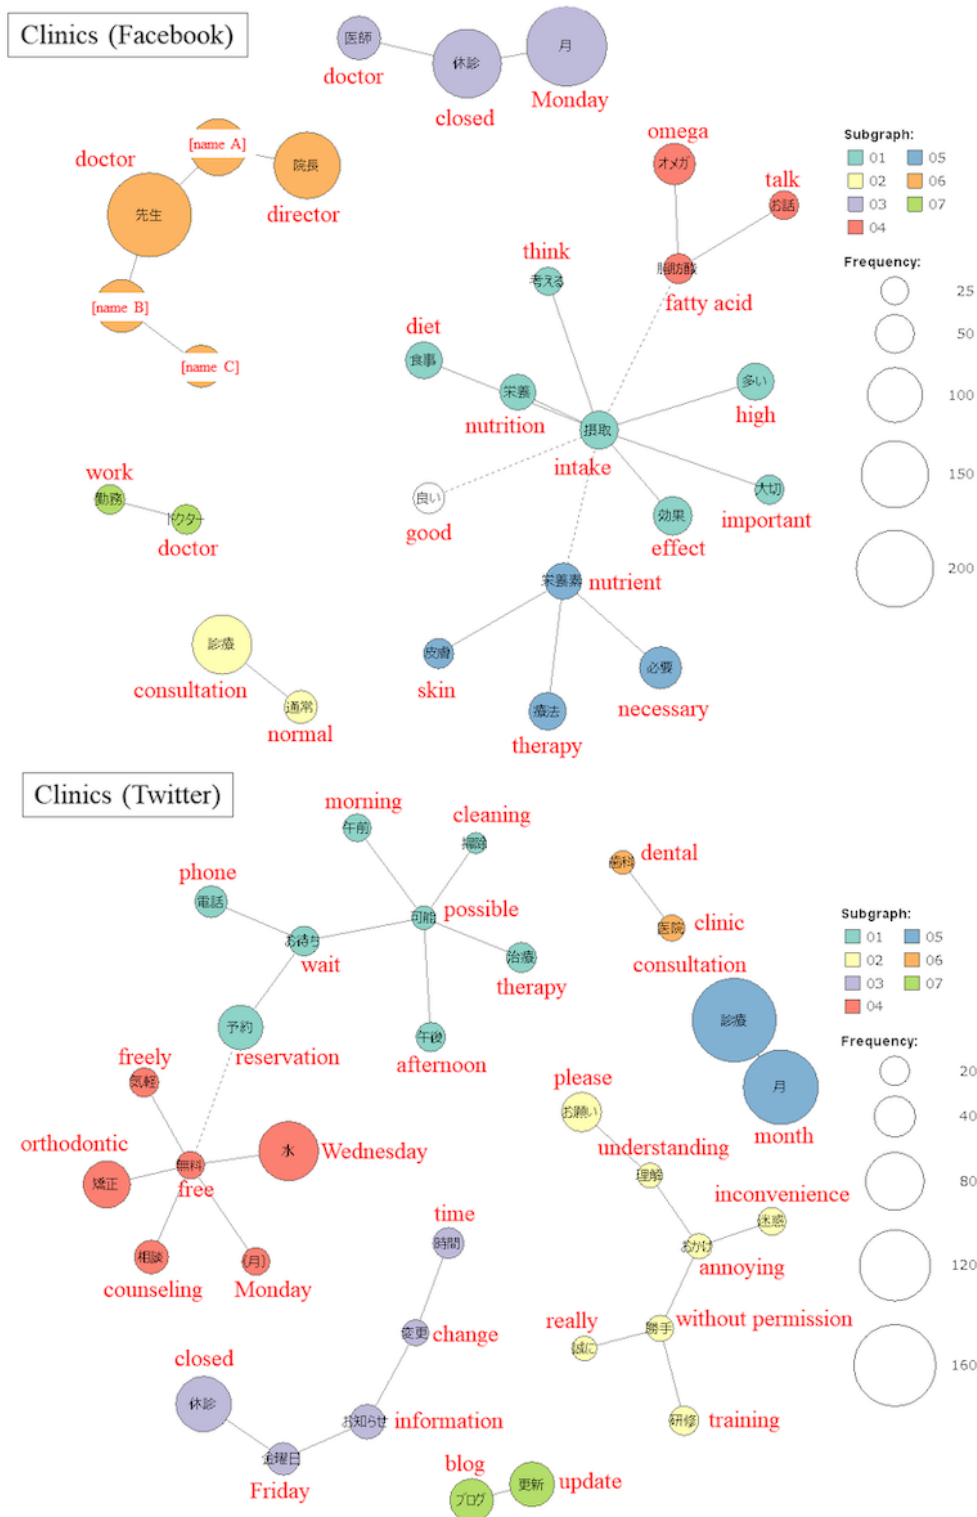 Clinics (Facebook)
医師
doctor
休診
closed
月
Monday
[name A]
doctor
先生
院長
director
[name B]
[name C]
omega
オメガ
talk
お話
脂肪酸
fatty acid
think
考える
diet
食事
栄養
nutrition
多い
high
摂取
intake
良い
good
大切
important
効果
effect
work
勤務
ドクター
doctor
栄養素
nutrient
皮膚
skin
必要
necessary
療法
therapy
診療
consultation
通常
normal
Subgraph:
01 05
02 06
03 07
04
Frequency:
25
50
100
150
200
Clinics (Twitter)
morning
午前
cleaning
掃除
phone
電話
お待ち
wait
可能
possible
治療
therapy
予約
reservation
午後
afternoon
freely
気軽
orthodontic
矯正
無料
free
水
Wednesday
相談
counseling
(月)
Monday
dental
歯科
医院
clinic
consultation
診療
月
month
please
お願い
understanding
理解
inconvenience
迷惑
おかけ
annoying
really
誠に
勝手
without permission
研修
training
time
時間
変更
change
closed
休診
お知らせ
information
金曜日
Friday
blog
ブログ
更新
update
Subgraph:
01 05
02 06
03 07
04
Frequency:
20
40
80
120
160